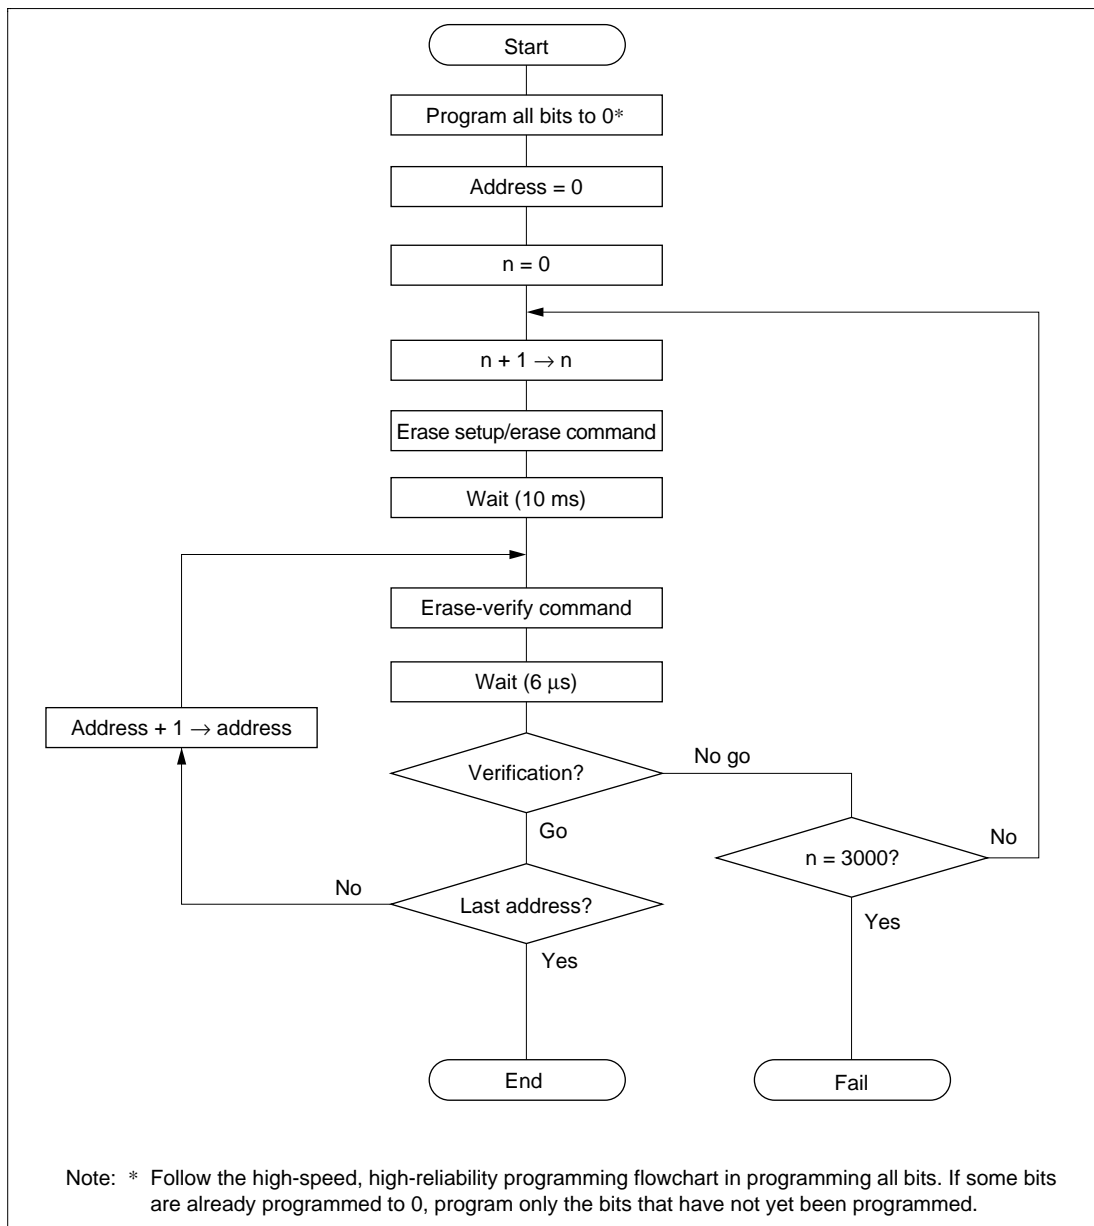 Start
Program all bits to 0*
Address = 0
n = 0
n + 1 → n
Erase setup/erase command
Wait (10 ms)
Erase-verify command
Wait (6 μs)
Address + 1 → address
Verification?
No go
Go
n = 3000?
No
No
Last address?
Yes
Yes
End
Fail
Note: * Follow the high-speed, high-reliability programming flowchart in programming all bits. If some bits
are already programmed to 0, program only the bits that have not yet been programmed.